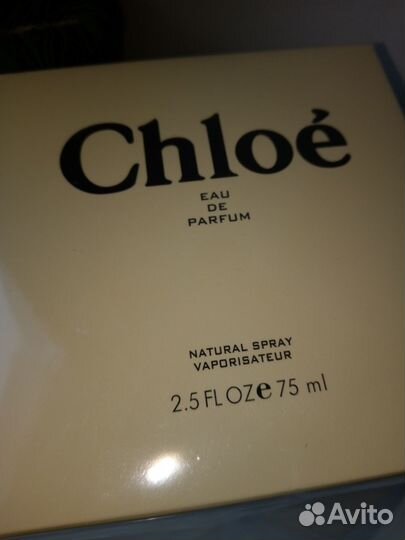 Chloé
EAU
DE
PARFUM
NATURAL SPRAY
VAPORISATEUR
2.5 FL OZ e 75 ml
Avito